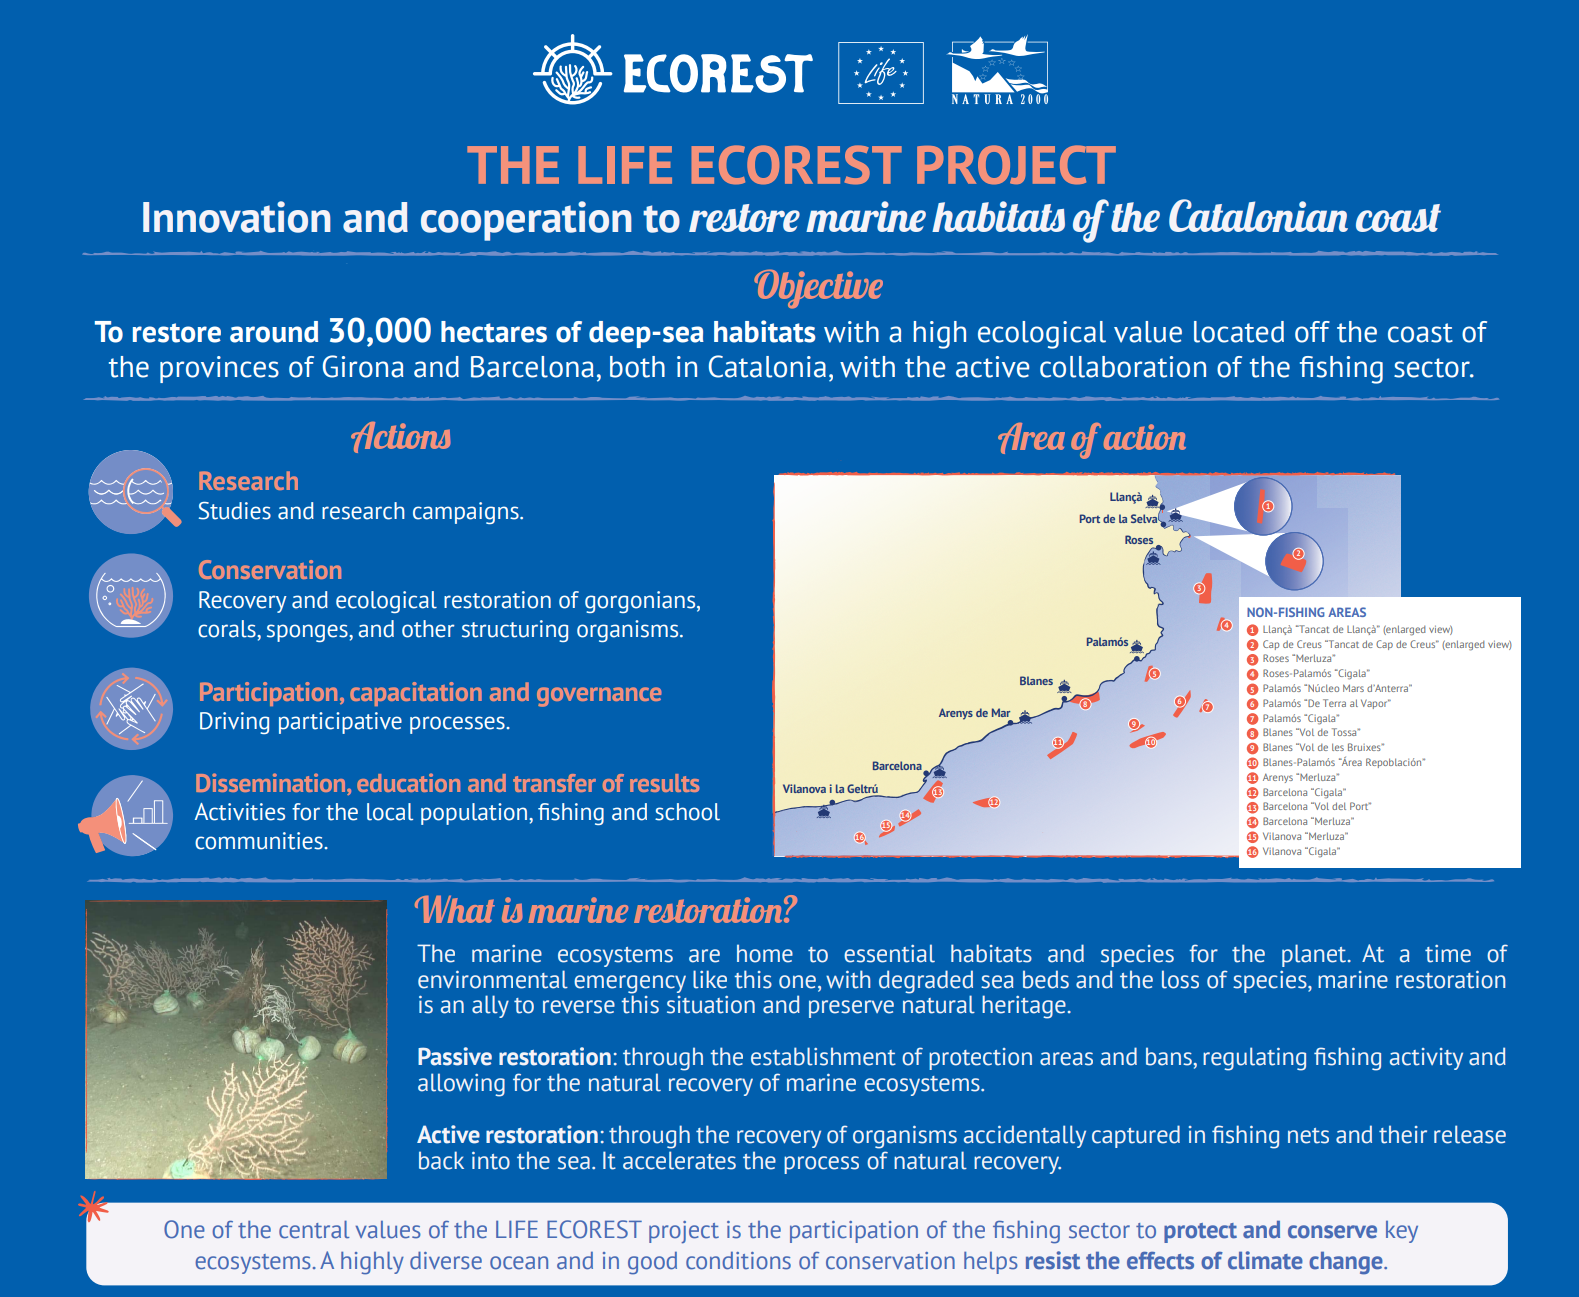 ECOREST
Life
NATURA 2000
THE LIFE ECOREST PROJECT
Innovation and cooperation to restore marine habitats of the Catalonian coast
Objective
To restore around 30,000 hectares of deep-sea habitats with a high ecological value located off the coast of
the provinces of Girona and Barcelona, both in Catalonia, with the active collaboration of the fishing sector.
Actions
Research
Studies and research campaigns.
Conservation
Recovery and ecological restoration of gorgonians,
corals, sponges, and other structuring organisms.
Participation, capacitation and governance
Driving participative processes.
Dissemination, education and transfer of results
Activities for the local population, fishing and school
communities.
Area of action
Llançà
Port de la Selva
Roses
Palamós
Blanes
Arenys de Mar
Barcelona
Vilanova i la Geltrú
1
2
3
4
5
6
7
8
9
10
11
12
13
14
15
16
NON-FISHING AREAS
1 Llançà "Tancat de Llançà" (enlarged view)
2 Cap de Creus "Tancat de Cap de Creus" (enlarged view)
3 Roses "Merluza"
4 Roses-Palamós "Cigala"
5 Palamós "Núcleo Mars d'Anterra"
6 Palamós "De Terra al Vapor"
7 Palamós "Cigala"
8 Blanes "Vol de Tossa"
9 Blanes "Vol de les Bruixes"
10 Blanes-Palamós "Área Repoblación"
11 Arenys "Merluza"
12 Barcelona "Cigala"
13 Barcelona "Vol del Port"
14 Barcelona "Merluza"
15 Vilanova "Merluza"
16 Vilanova "Cigala"
What is marine restoration?
The marine ecosystems are home to essential habitats and species for the planet. At a time of
environmental emergency like this one, with degraded sea beds and the loss of species, marine restoration
is an ally to reverse this situation and preserve natural heritage.
Passive restoration: through the establishment of protection areas and bans, regulating fishing activity and
allowing for the natural recovery of marine ecosystems.
Active restoration: through the recovery of organisms accidentally captured in fishing nets and their release
back into the sea. It accelerates the process of natural recovery.
One of the central values of the LIFE ECOREST project is the participation of the fishing sector to protect and conserve key
ecosystems. A highly diverse ocean and in good conditions of conservation helps resist the effects of climate change.